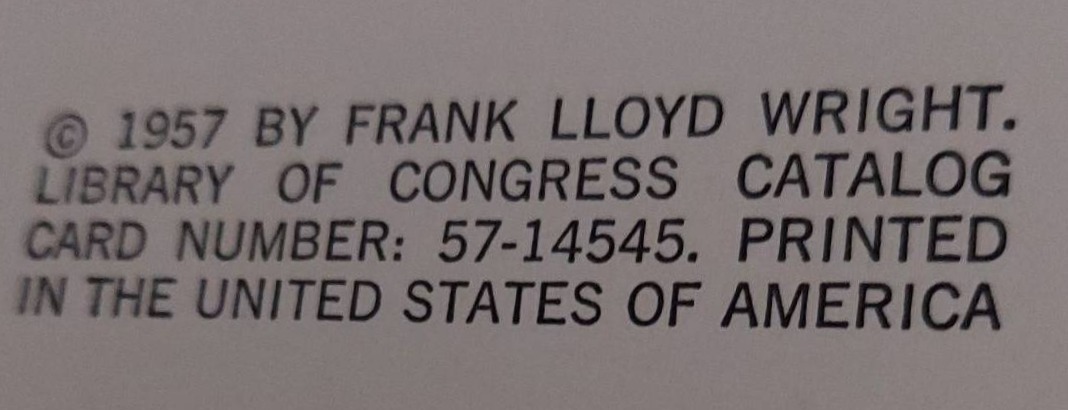 © 1957 BY FRANK LLOYD WRIGHT.
LIBRARY OF CONGRESS CATALOG
CARD NUMBER: 57-14545. PRINTED
IN THE UNITED STATES OF AMERICA